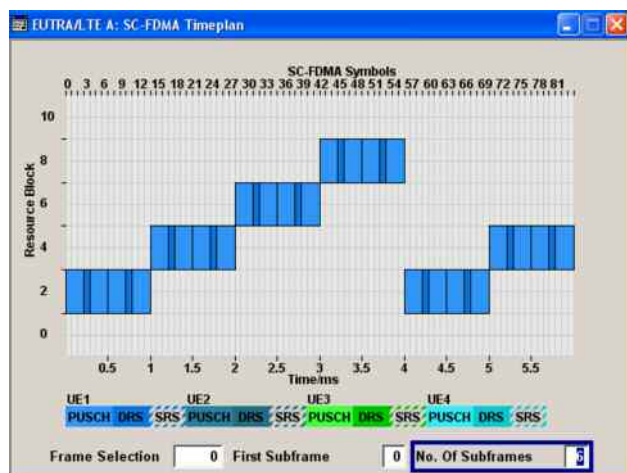 EUTRA/LTE A: SC-FDMA Timeplan
SC-FDMA Symbols
0 3 6 9 12 15 18 21 24 27 30 33 36 39 42 45 48 51 54 57 60 63 66 69 72 75 78 81
10
8
6
4
2
0
Resource Block
0.5 1 1.5 2 2.5 3 3.5 4 4.5 5 5.5
Time/ms
UE1 UE2 UE3 UE4
PUSCH DRS SRS PUSCH DRS SRS PUSCH DRS SRS PUSCH DRS SRS
Frame Selection 0 First Subframe 0 No. Of Subframes 6